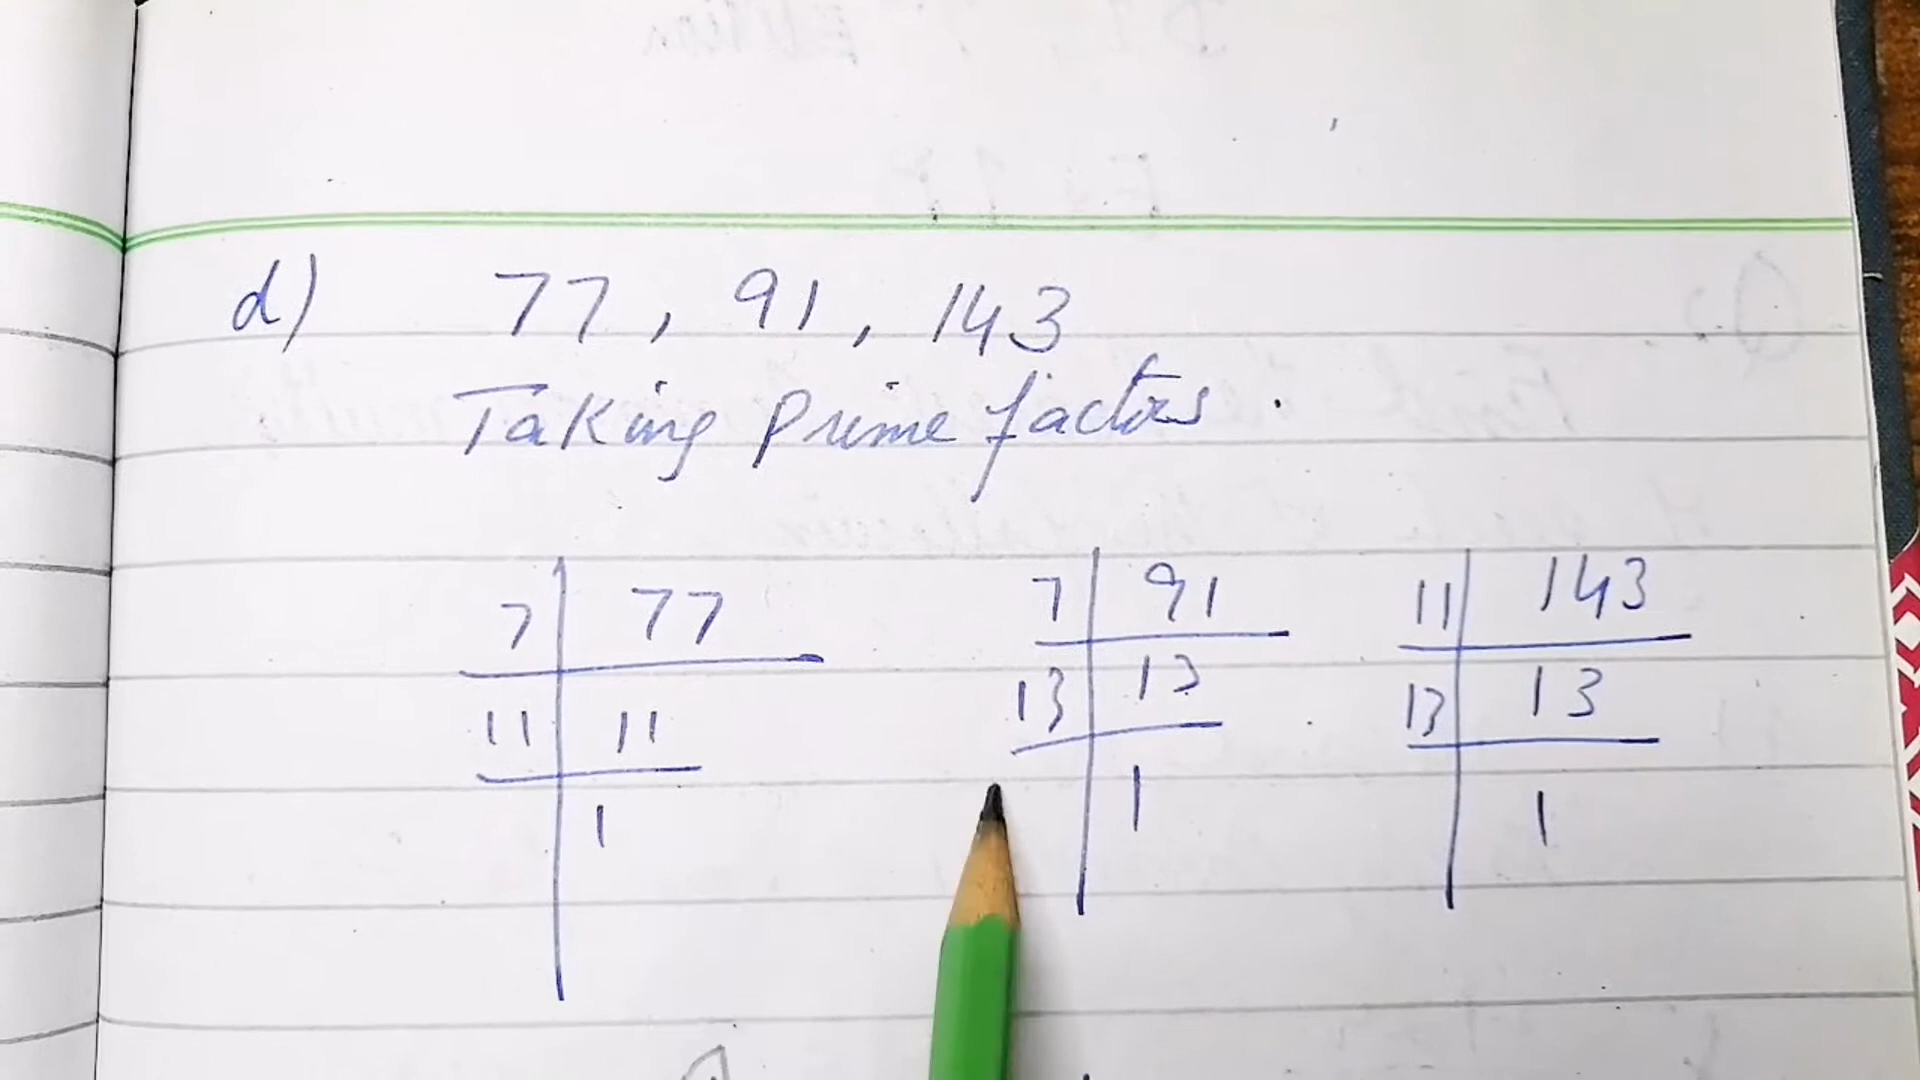 d) 77, 91, 143
Taking Prime factors.
7 77 7 91 11 143
11 11 13 13 13 13
1 1 1